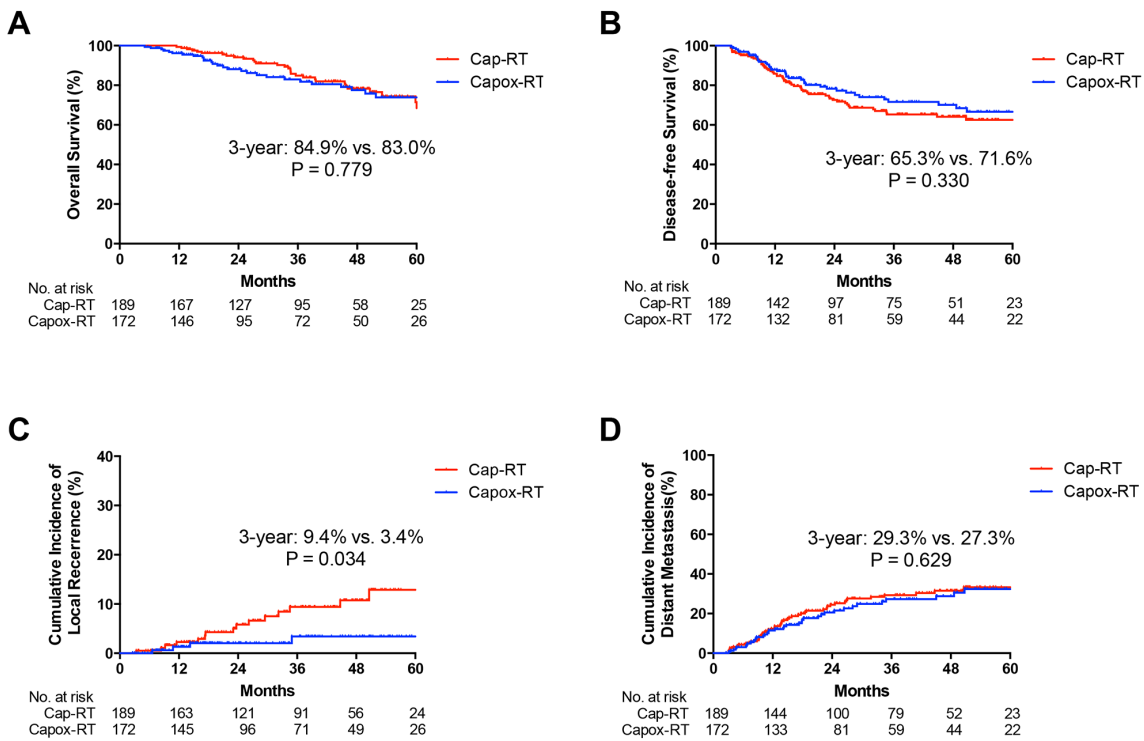 A
Overall Survival (%)
100
80
60
40
20
0
0 12 24 36 48 60
Months
Cap-RT
Capox-RT
3-year: 84.9% vs. 83.0%
P = 0.779
No. at risk
Cap-RT 189 167 127 95 58 25
Capox-RT 172 146 95 72 50 26
B
Disease-free Survival (%)
100
80
60
40
20
0
0 12 24 36 48 60
Months
Cap-RT
Capox-RT
3-year: 65.3% vs. 71.6%
P = 0.330
No. at risk
Cap-RT 189 142 97 75 51 23
Capox-RT 172 132 81 59 44 22
C
Cumulative Incidence of
Local Recerrence (%)
40
30
20
10
0
0 12 24 36 48 60
Months
Cap-RT
Capox-RT
3-year: 9.4% vs. 3.4%
P = 0.034
No. at risk
Cap-RT 189 163 121 91 56 24
Capox-RT 172 145 96 71 49 26
D
Cumulative Incidence of
Distant Metastasis(%)
100
80
60
40
20
0
0 12 24 36 48 60
Months
Cap-RT
Capox-RT
3-year: 29.3% vs. 27.3%
P = 0.629
No. at risk
Cap-RT 189 144 100 79 52 23
Capox-RT 172 133 81 59 44 22